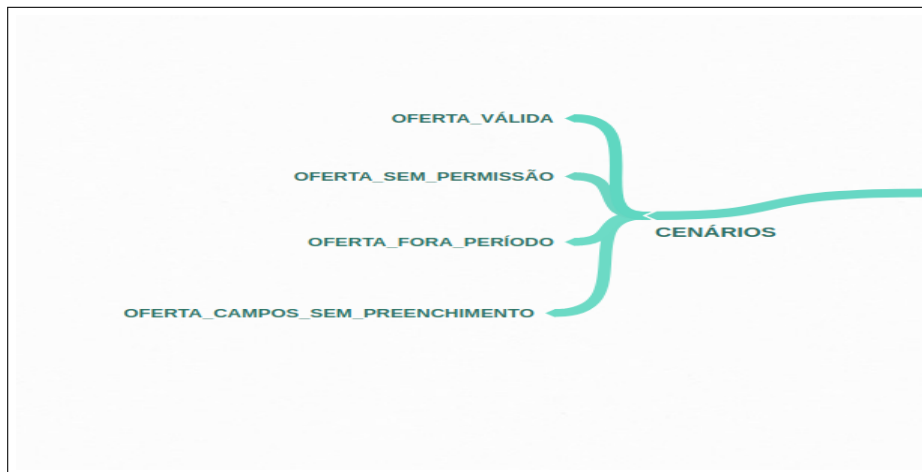 OFERTA_VÁLIDA
OFERTA_SEM_PERMISSÃO
OFERTA_FORA_PERÍODO
CENÁRIOS
OFERTA_CAMPOS_SEM_PREENCHIMENTO